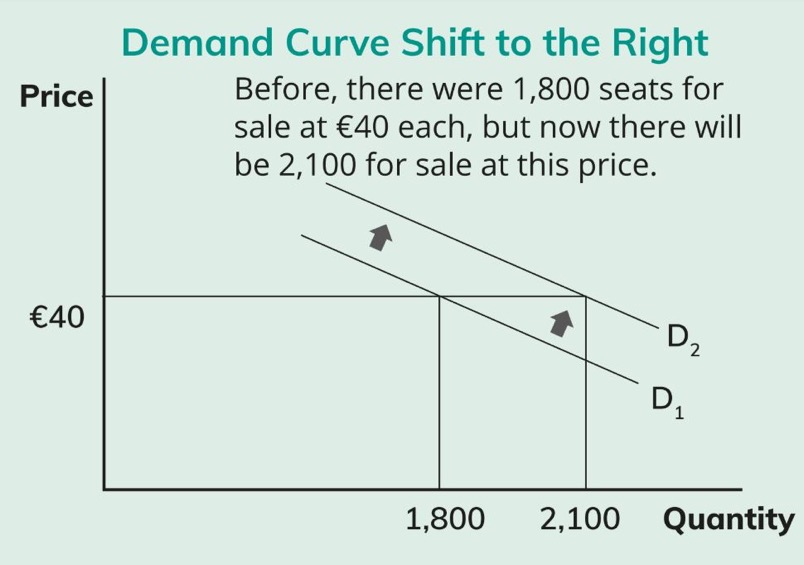 Demand Curve Shift to the Right
Price
Before, there were 1,800 seats for
sale at €40 each, but now there will
be 2,100 for sale at this price.
€40
D2
D1
1,800
2,100
Quantity